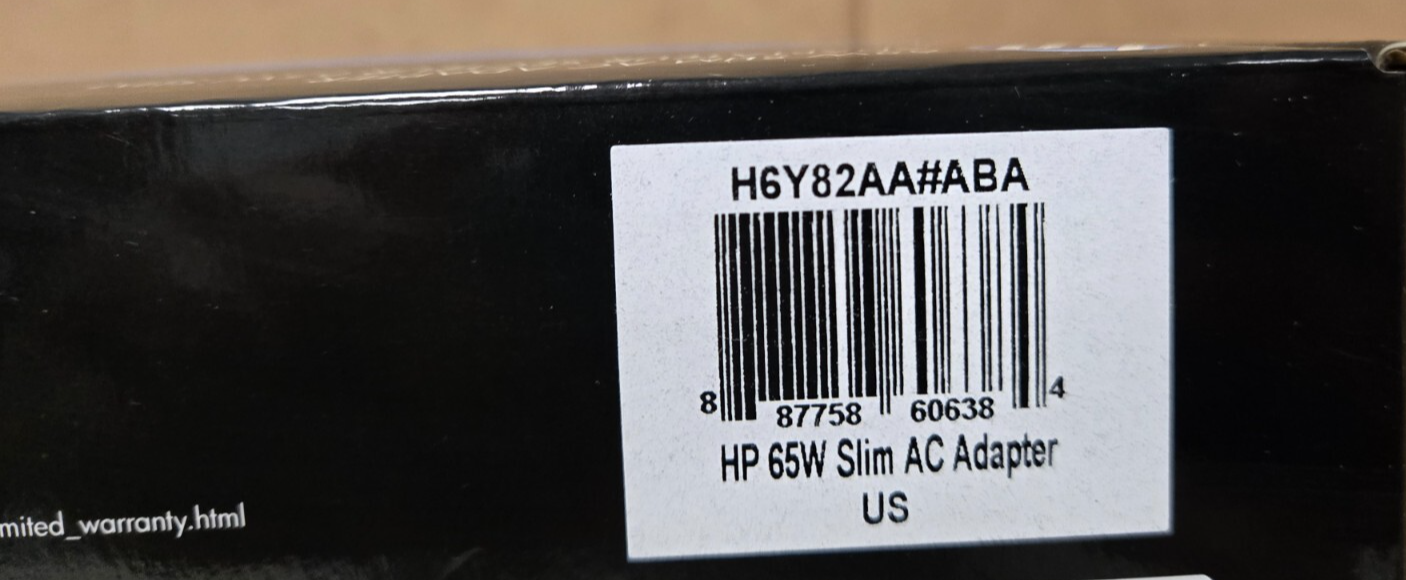 H6Y82AA#ABA
8 87758 60638 4
HP 65W Slim AC Adapter
US
mited_warranty.html